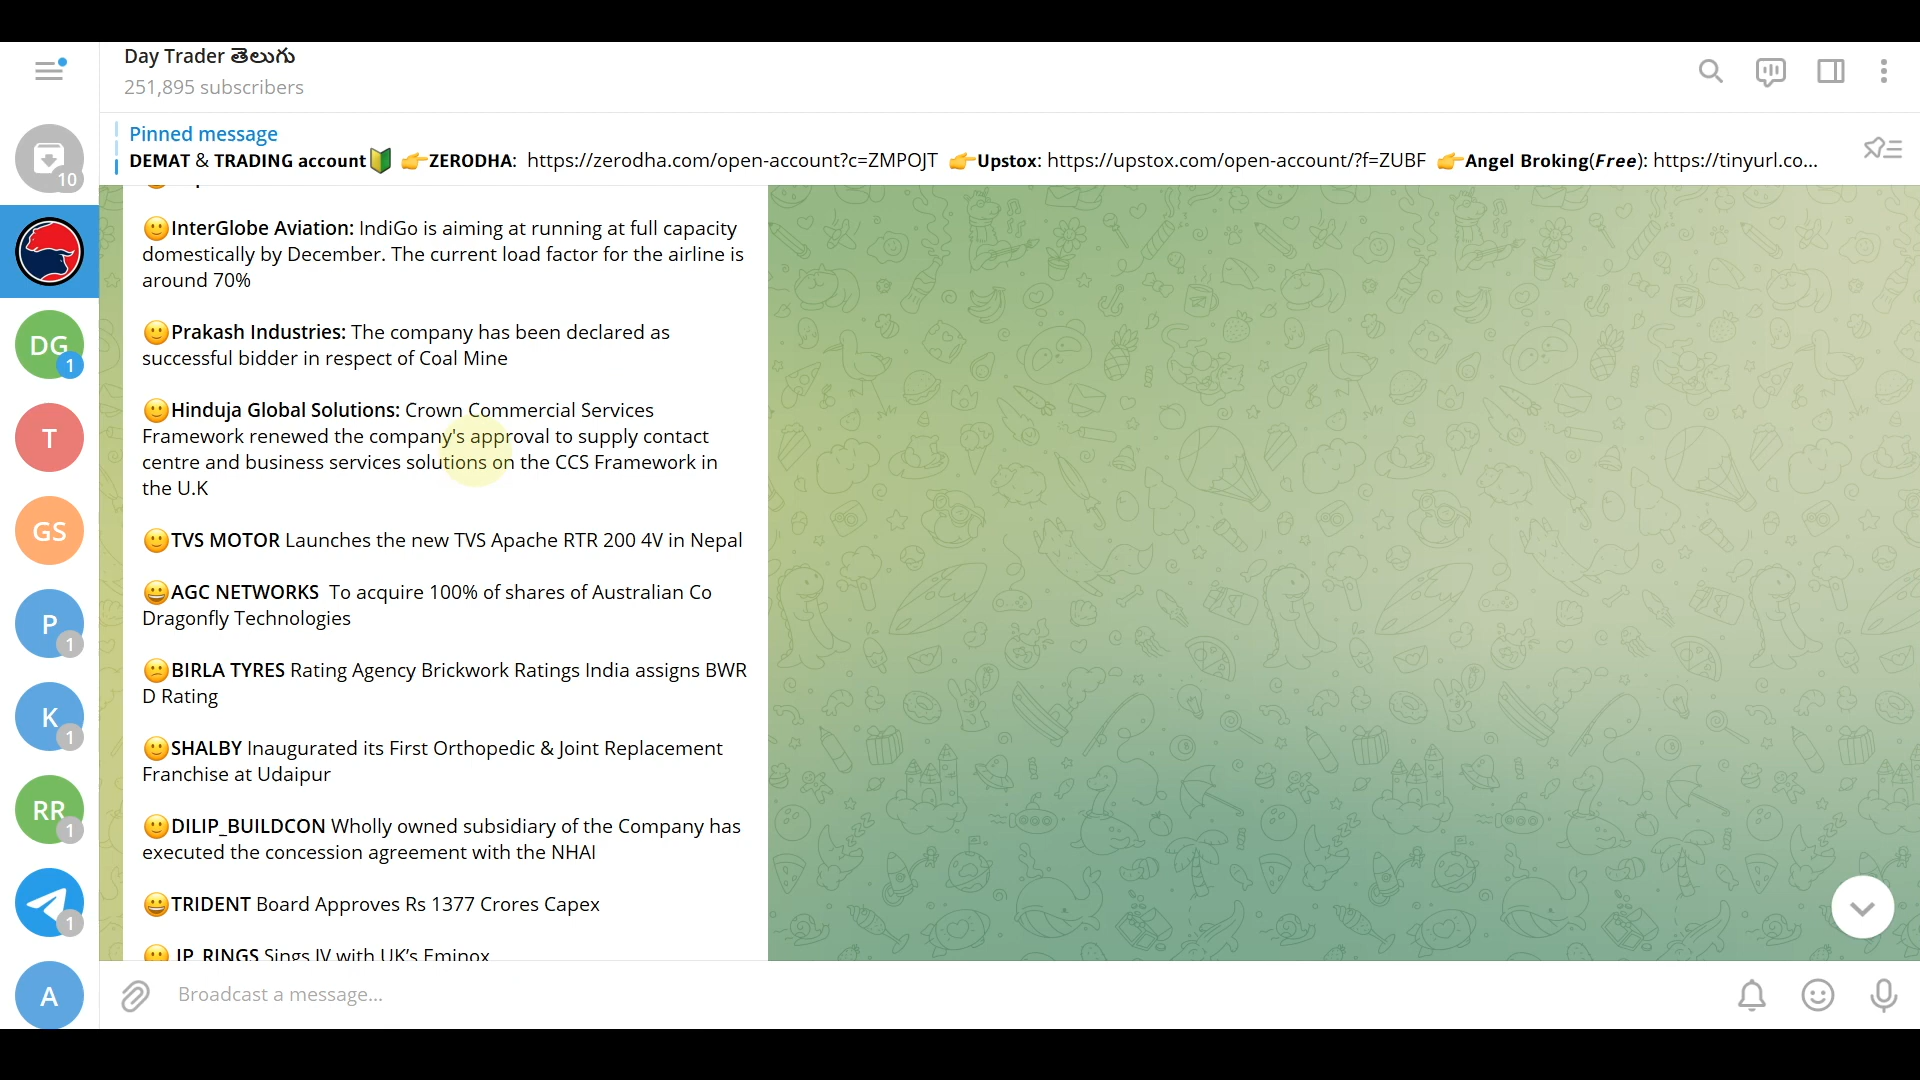 Day Trader తెలుగు
251,895 subscribers
Pinned message
DEMAT & TRADING account🔰 👉ZERODHA: https://zerodha.com/open-account?c=ZMPOJT 👉Upstox: https://upstox.com/open-account/?f=ZUBF 👉Angel Broking(Free): https://tinyurl.co...
10
🙂InterGlobe Aviation: IndiGo is aiming at running at full capacity
domestically by December. The current load factor for the airline is
around 70%
🙂Prakash Industries: The company has been declared as
successful bidder in respect of Coal Mine
DG
1
🙂Hinduja Global Solutions: Crown Commercial Services
Framework renewed the company's approval to supply contact
centre and business services solutions on the CCS Framework in
the U.K
T
GS
🙂TVS MOTOR Launches the new TVS Apache RTR 200 4V in Nepal
😀AGC NETWORKS To acquire 100% of shares of Australian Co
Dragonfly Technologies
P
1
🙁BIRLA TYRES Rating Agency Brickwork Ratings India assigns BWR
D Rating
K
1
🙂SHALBY Inaugurated its First Orthopedic & Joint Replacement
Franchise at Udaipur
RR
1
🙂DILIP_BUILDCON Wholly owned subsidiary of the Company has
executed the concession agreement with the NHAI
😀TRIDENT Board Approves Rs 1377 Crores Capex
1
🙂 IP RINGS Sings JV with UK's Eminox
A
Broadcast a message...